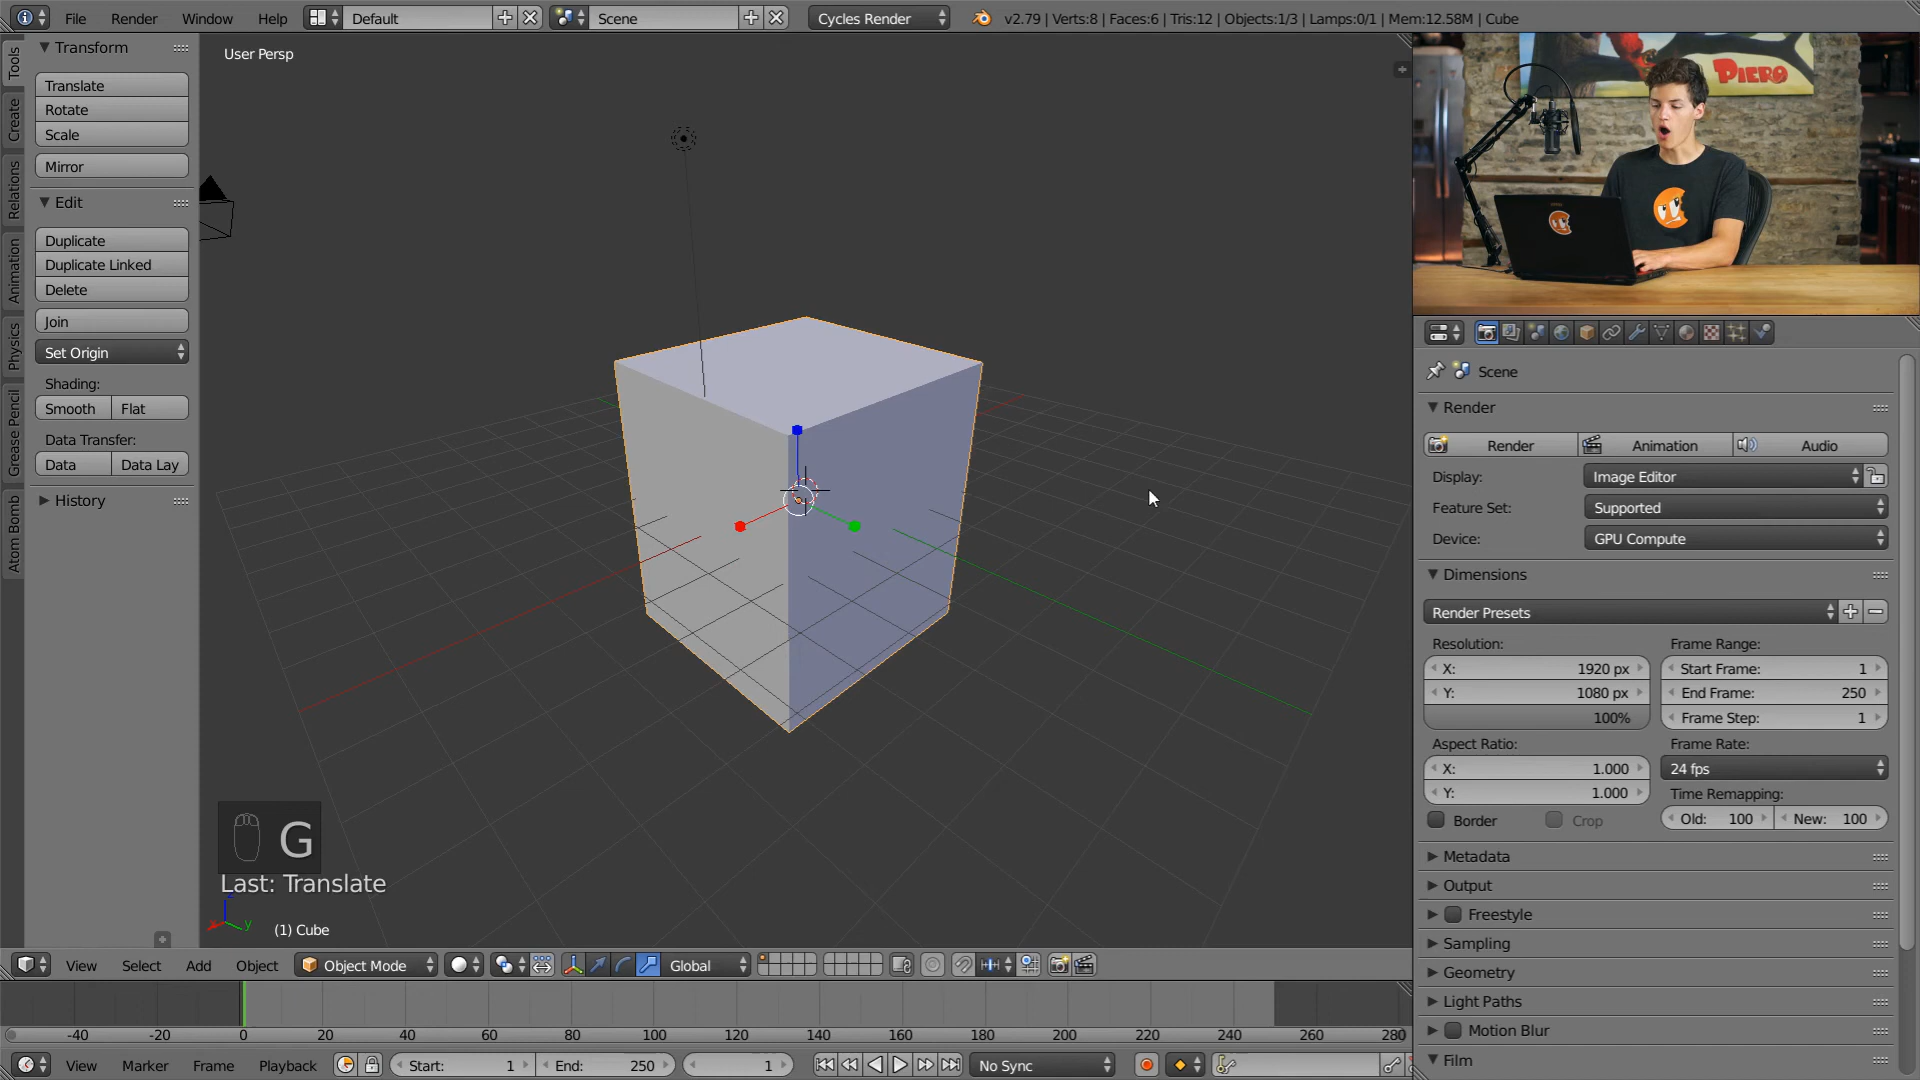 File Render Window Help Default Scene Cycles Render v2.79 | Verts:8 | Faces:6 | Tris:12 | Objects:1/3 | Lamps:0/1 | Mem:12.58M | Cube
Tools
Create
Relations
Animation
Physics
Grease Pencil
Atom Bomb
Transform
Translate
Rotate
Scale
Mirror
Edit
Duplicate
Duplicate Linked
Delete
Join
Set Origin
Shading:
Smooth Flat
Data Transfer:
Data Data Lay
History
User Persp
G
Last: Translate
z
x y
(1) Cube
PIERO
Scene
Render
Render Animation Audio
Display: Image Editor
Feature Set: Supported
Device: GPU Compute
Dimensions
Render Presets
Resolution: Frame Range:
X: 1920 px Start Frame: 1
Y: 1080 px End Frame: 250
100% Frame Step: 1
Aspect Ratio: Frame Rate:
X: 1.000 24 fps
Y: 1.000 Time Remapping:
Border Crop Old: 100 New: 100
Metadata
Output
Freestyle
Sampling
Geometry
Light Paths
Motion Blur
Film
View Select Add Object Object Mode Global
-40 -20 0 20 40 60 80 100 120 140 160 180 200 220 240 260 280
View Marker Frame Playback Start: 1 End: 250 1 No Sync